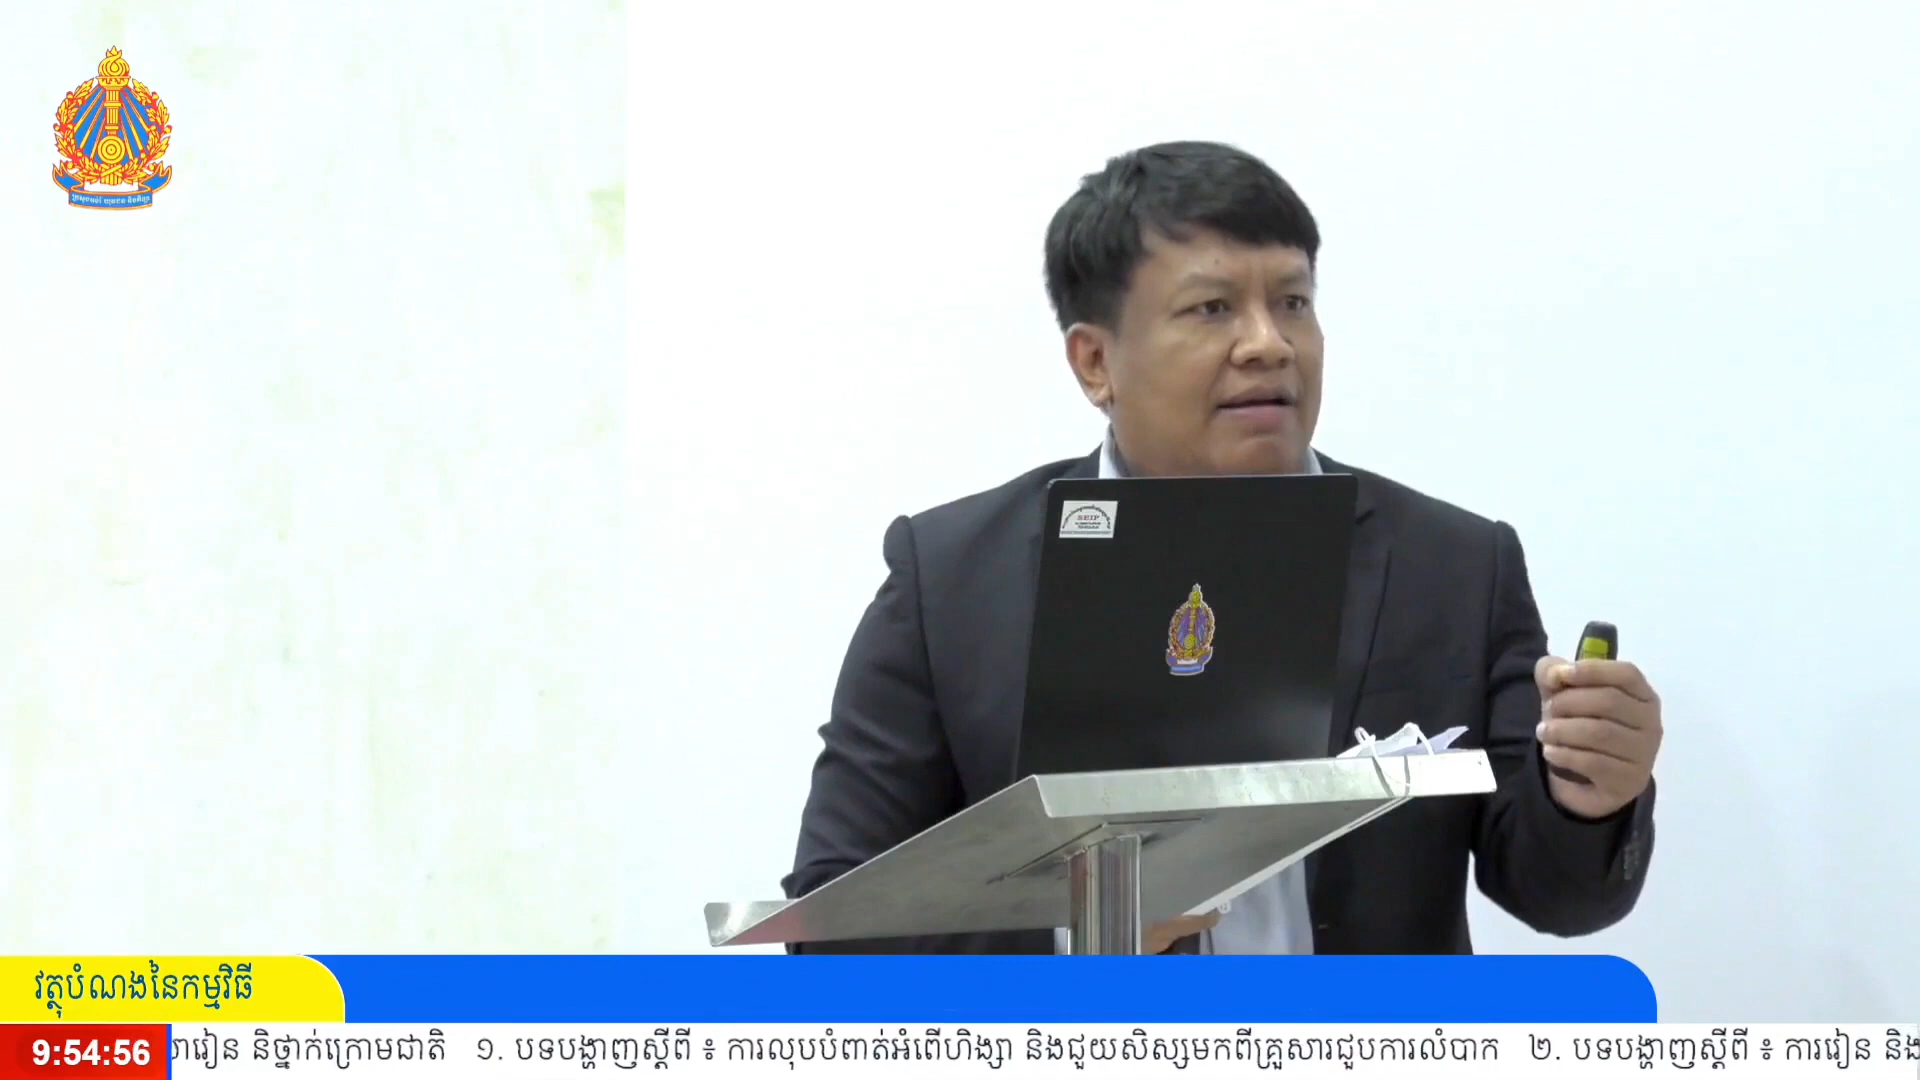 SEIP
វត្ថុបំណងនៃកម្មវិធី
9:54:56
ចារៀន និថ្នាក់ក្រោមជាតិ ១. បទបង្ហាញស្តីពី ៖ ការលុបបំពាត់អំពើហិង្សា និងជួយសិស្សមកពីគ្រួសារជួបការលំបាក ២. បទបង្ហាញស្តីពី ៖ ការរៀន និង